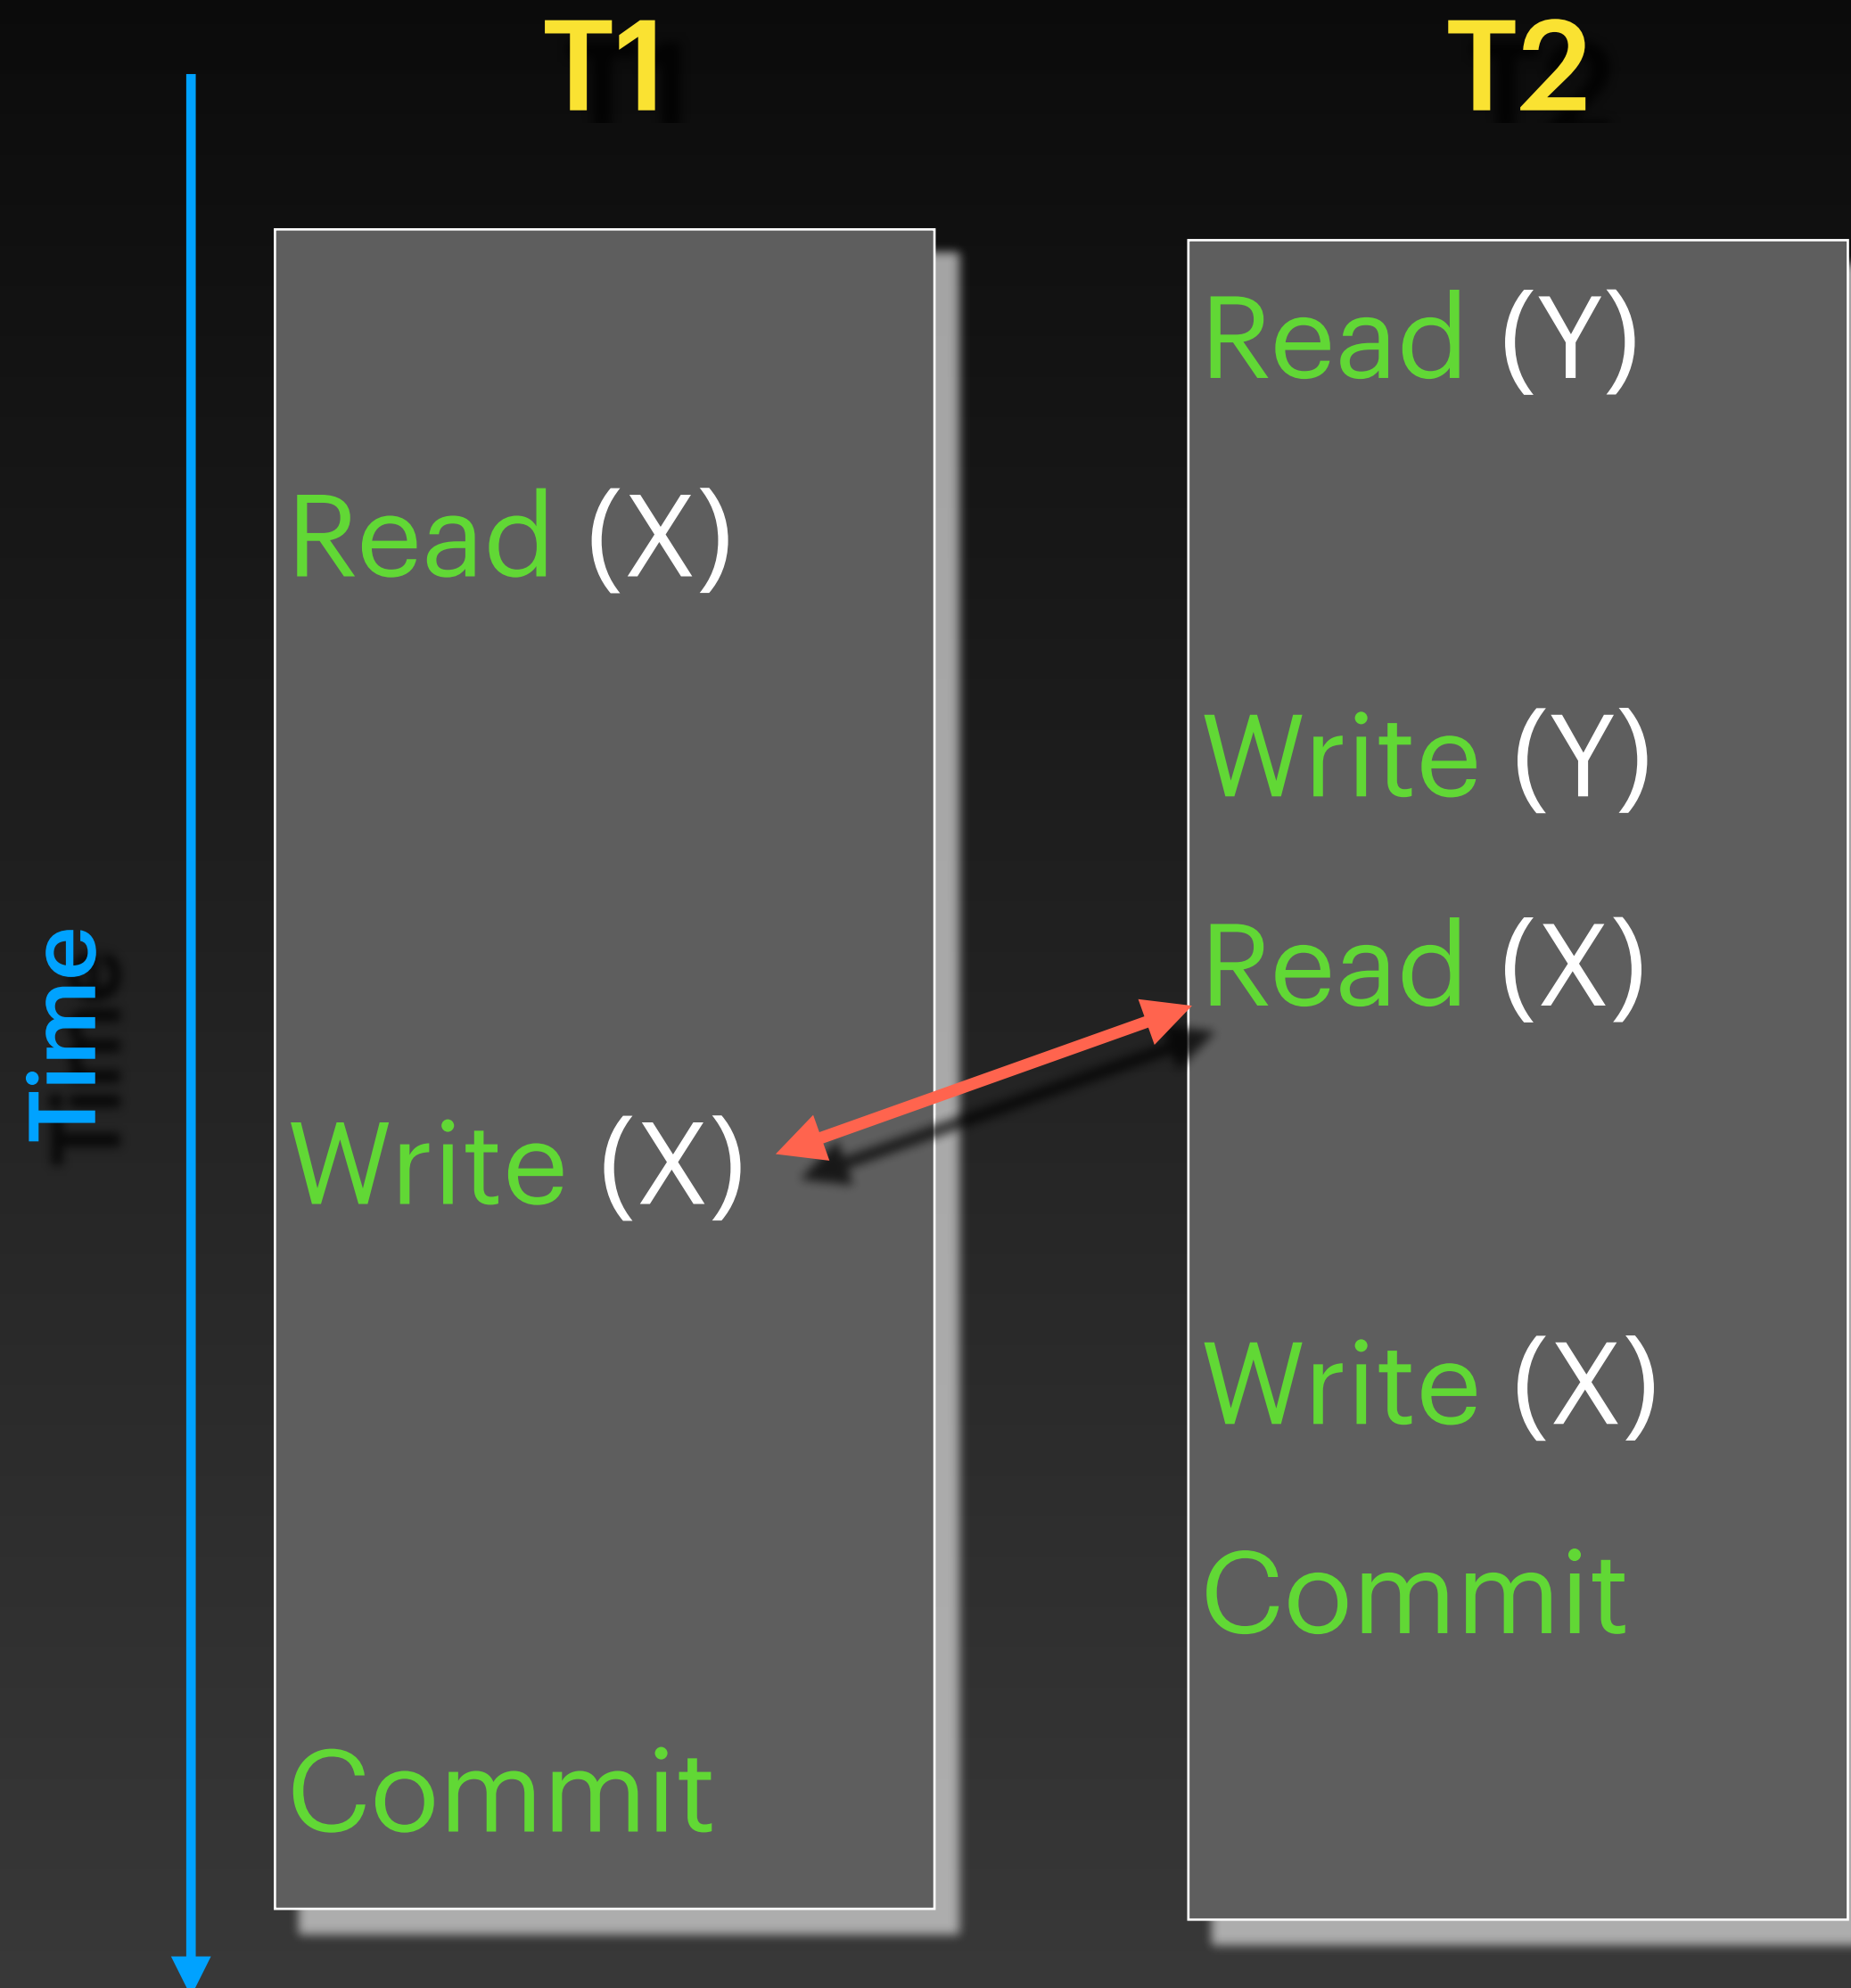 T1
T2
Read (Y)
Read (X)
Write (Y)
Read (X)
Time
Write (X)
Write (X)
Commit
Commit